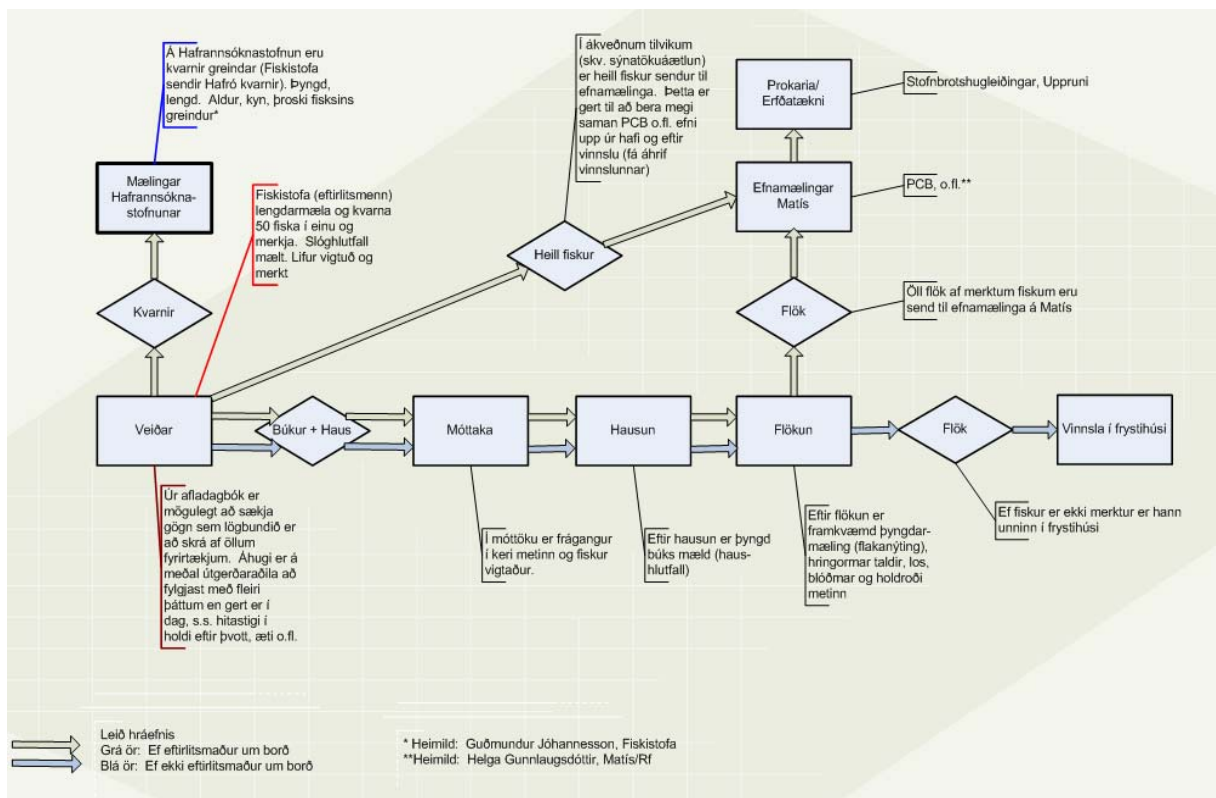 Á Hafrannsóknastofnun eru
kvarnir greindar (Fiskistofa
sendir Hafró kvarnir). Þyngd,
lengd. Aldur, kyn, þroski fisksins
greindur*
Í ákveðnum tilvikum
(skv. sýnatökuáætlun)
er heill fiskur sendur til
efnamælinga. Þetta er
gert til að bera megi
saman PCB o.fl. efni
upp úr hafi og eftir
vinnslu (fá áhrif
vinnslunnar)
Prokaria/
Erfðatækni
Stofnbrotshugleiðingar, Uppruni
Mælingar
Hafrannsókna-
stofnunar
Fiskistofa (eftirlitsmenn)
lengdarmæla og kvarna
50 fiska í einu og
merkja. Slóghlutfall
mælt. Lifur vigtuð og
merkt
Efnamælingar
Matís
PCB, o.fl.**
Heill fiskur
Kvarnir
Flök
Öll flök af merktum fiskum eru
send til efnamælinga á Matís
Veiðar
Búkur + Haus
Móttaka
Hausun
Flökun
Flök
Vinnsla í frystihúsi
Úr afladagbók er
mögulegt að sækja
gögn sem lögbundið er
að skrá af öllum
fyrirtækjum. Áhugi er á
meðal útgerðaraðila að
fylgjast með fleiri
þáttum en gert er í
dag, s.s. hitastigi í
holdi eftir þvott, æti o.fl.
Í móttöku er frágangur
í keri metinn og fiskur
vigtaður.
Eftir hausun er þyngd
búks mæld (haus-
hlutfall)
Eftir flökun er
framkvæmd þyngdar-
mæling (flakanýting),
hringormar taldir, los,
blóðmar og holdroði
metinn
Ef fiskur er ekki merktur er hann
unninn í frystihúsi
Leið hráefnis
Grá ör: Ef eftirlitsmaður um borð
Blá ör: Ef ekki eftirlitsmaður um borð
* Heimild: Guðmundur Jóhannesson, Fiskistofa
**Heimild: Helga Gunnlaugsdóttir, Matís/Rf